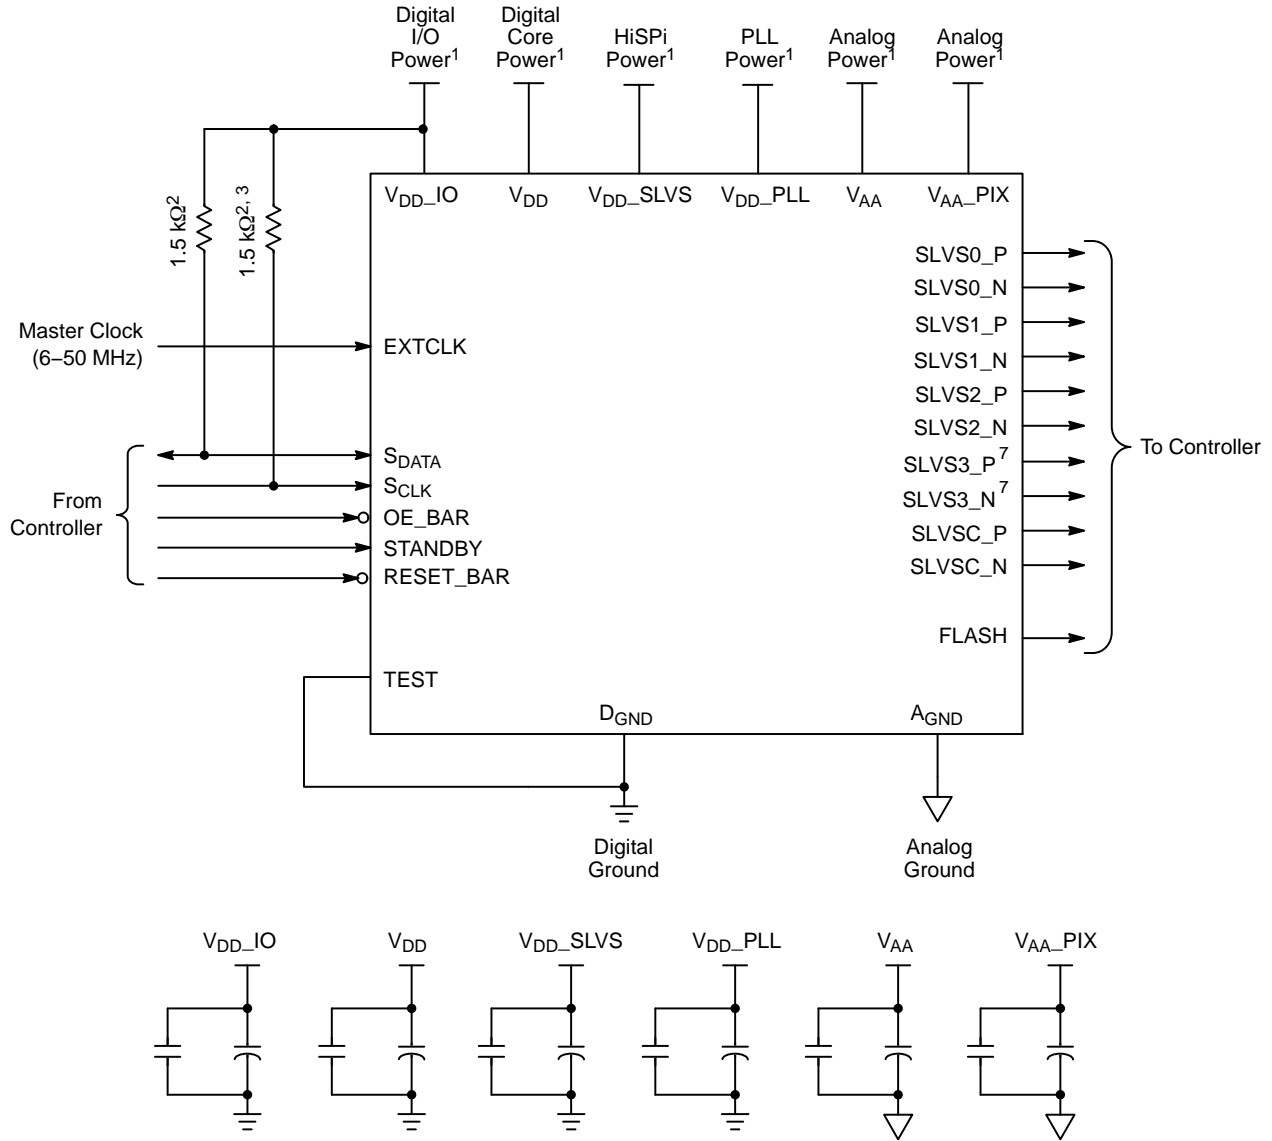 Digital
I/O
Power1
Digital
Core
Power1
HiSPi
Power1
PLL
Power1
Analog
Power1
Analog
Power1
VDD_IO
VDD
VDD_SLVS
VDD_PLL
VAA
VAA_PIX
1.5 kΩ2
1.5 kΩ2, 3
Master Clock
(6–50 MHz)
EXTCLK
From
Controller
SDATA
SCLK
OE_BAR
STANDBY
RESET_BAR
TEST
SLVS0_P
SLVS0_N
SLVS1_P
SLVS1_N
SLVS2_P
SLVS2_N
SLVS3_P7
SLVS3_N7
SLVSC_P
SLVSC_N
FLASH
To Controller
DGND
AGND
Digital
Ground
Analog
Ground
VDD_IO
VDD
VDD_SLVS
VDD_PLL
VAA
VAA_PIX